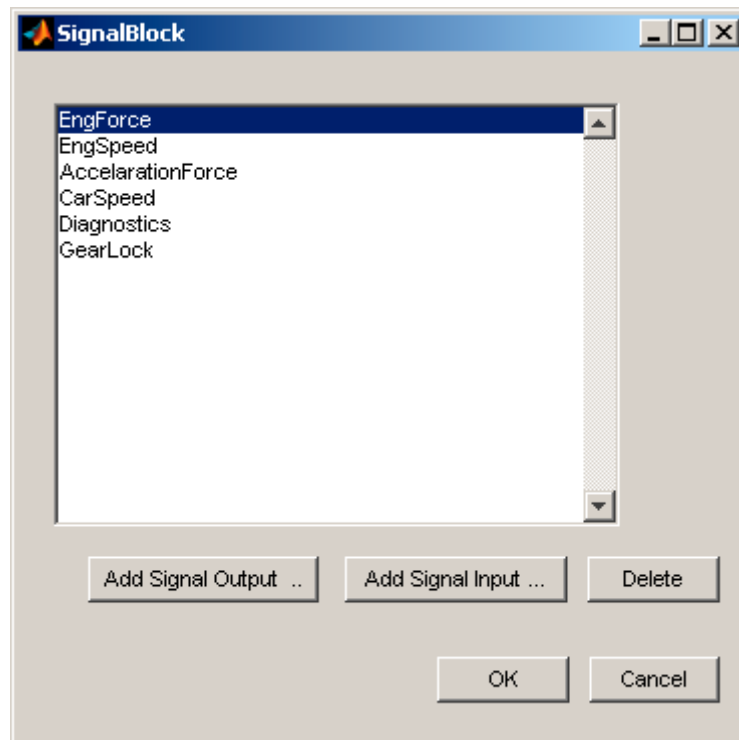 SignalBlock
EngForce
EngSpeed
AccelarationForce
CarSpeed
Diagnostics
GearLock
Add Signal Output .. Add Signal Input ... Delete
OK Cancel